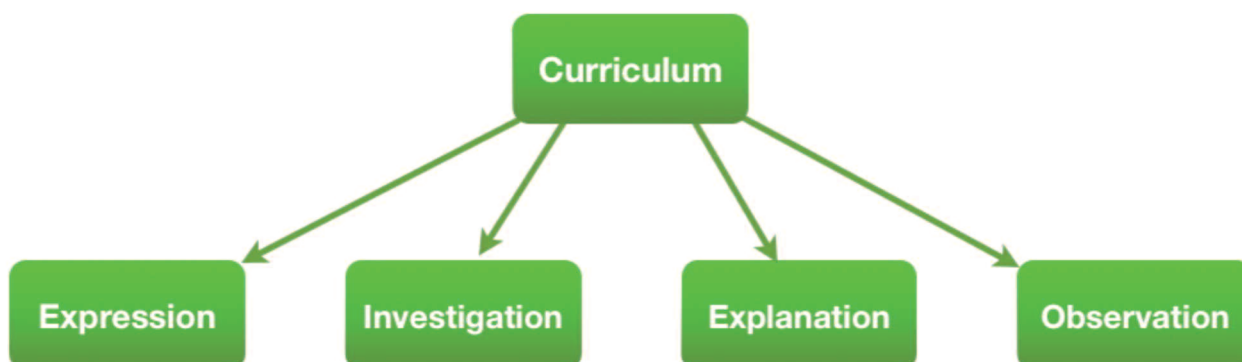 Curriculum
Expression
Investigation
Explanation
Observation